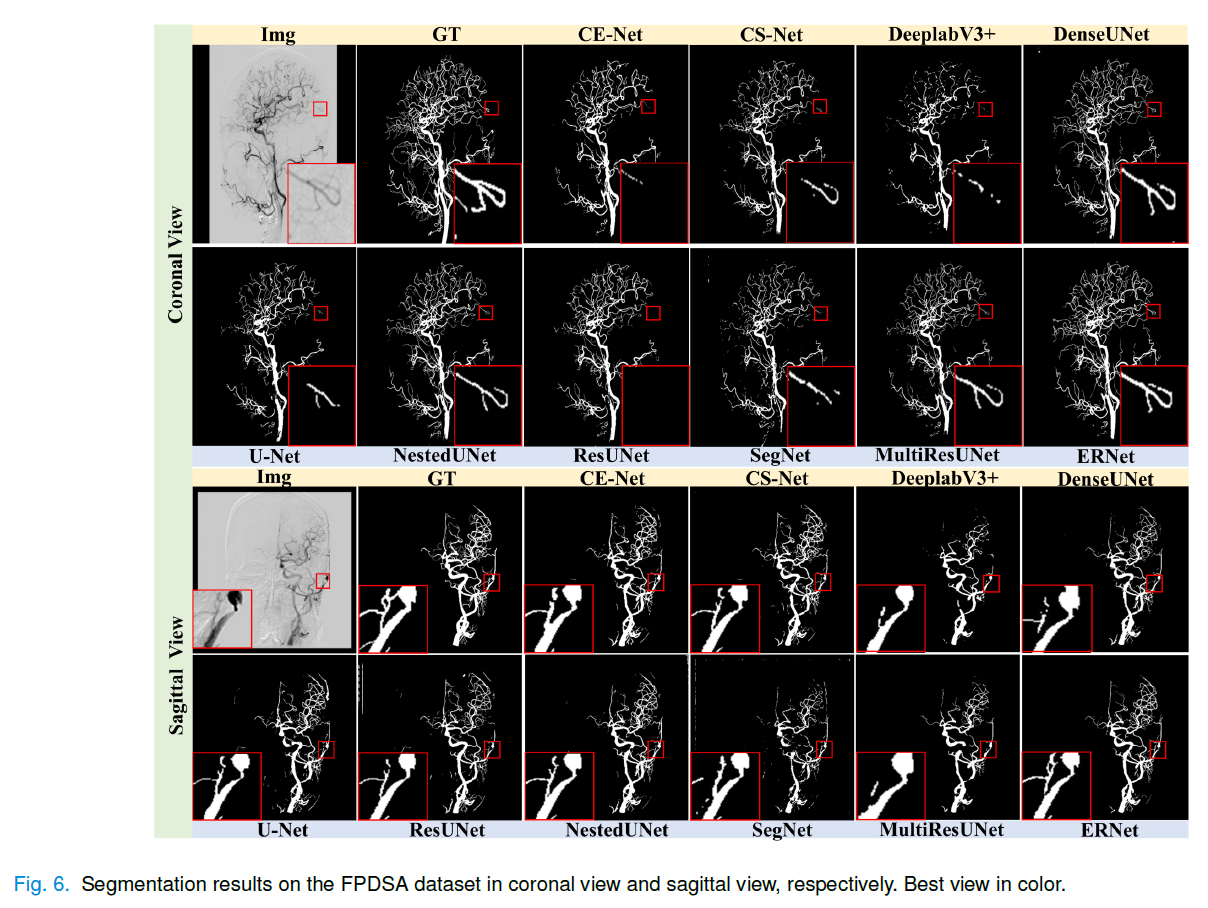 Img GT CE-Net CS-Net DeeplabV3+ DenseUNet
Coronal View
U-Net NestedUNet ResUNet SegNet MultiResUNet ERNet
Img GT CE-Net CS-Net DeeplabV3+ DenseUNet
Sagittal View
U-Net ResUNet NestedUNet SegNet MultiResUNet ERNet
Fig. 6. Segmentation results on the FPDSA dataset in coronal view and sagittal view, respectively. Best view in color.